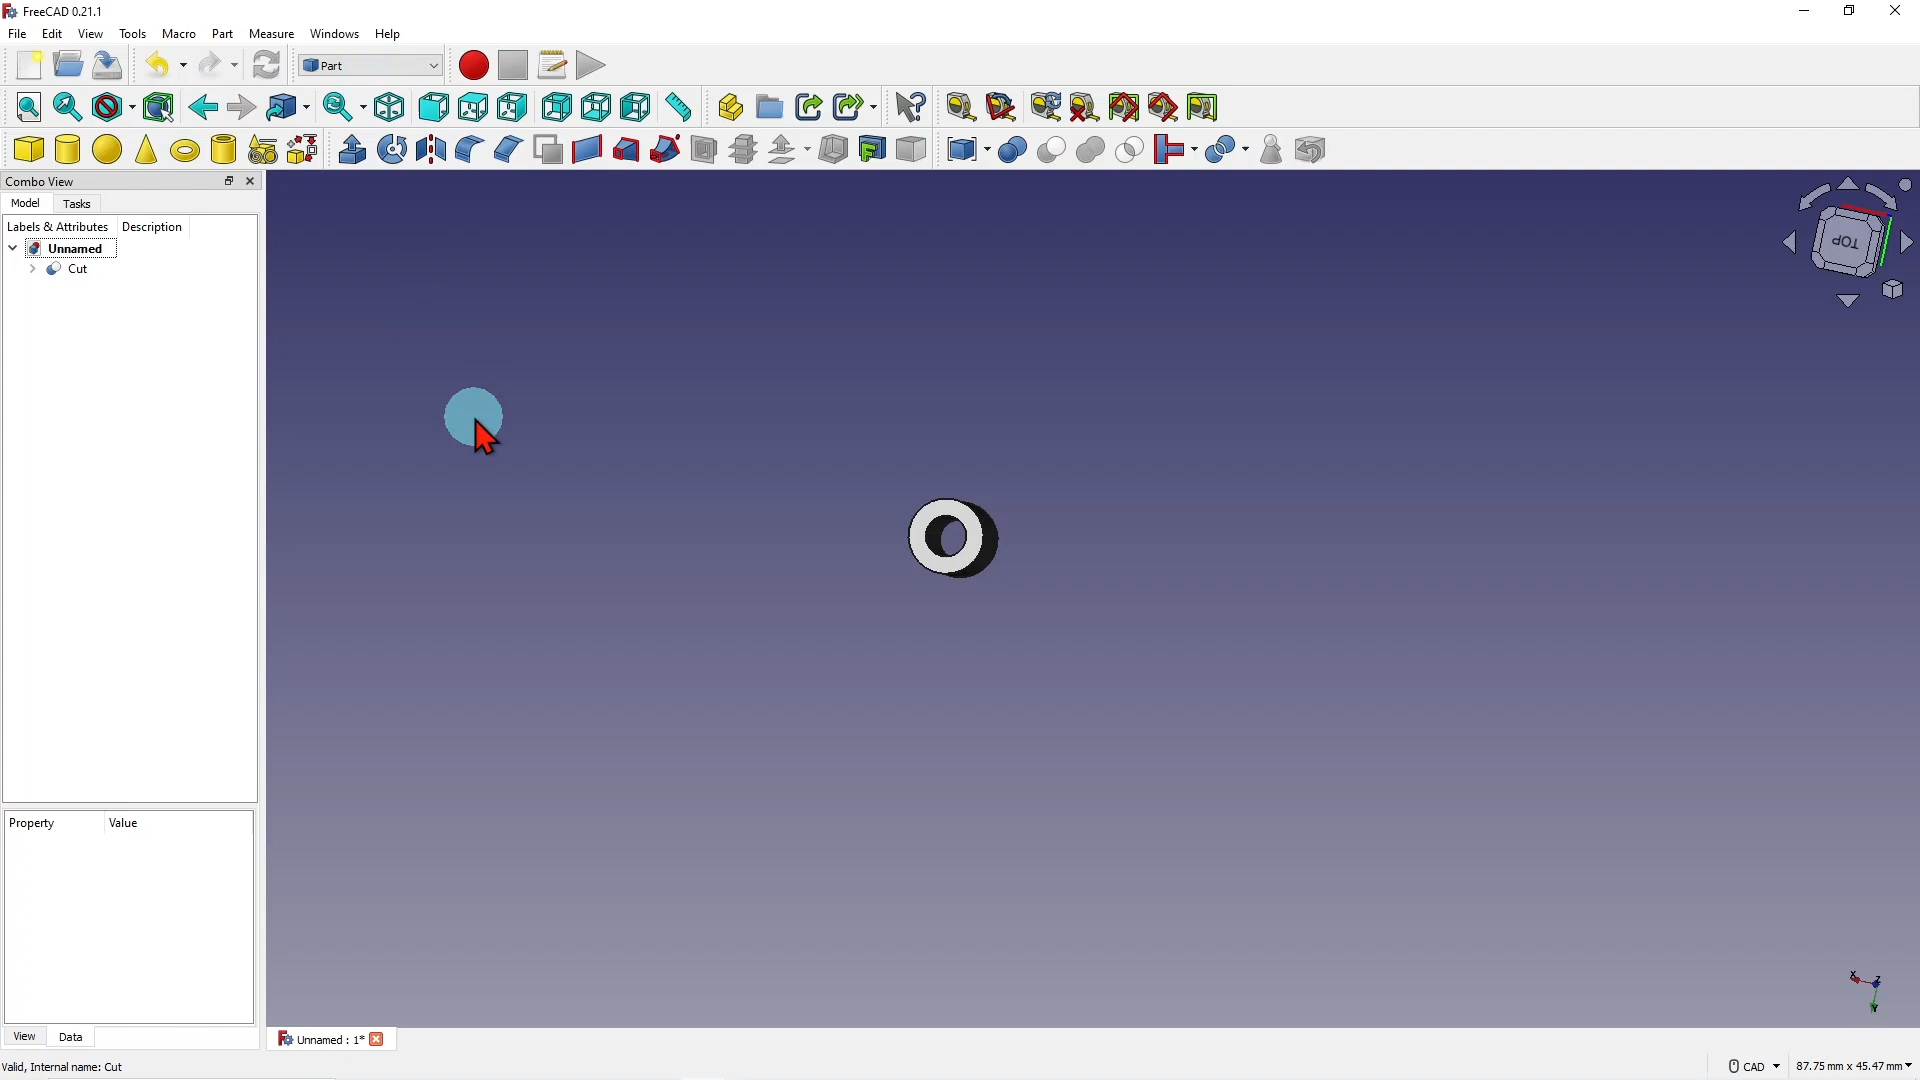 FreeCAD 0.21.1
File Edit View Tools Macro Part Measure Windows Help
Part
Combo View
Model Tasks
Labels & Attributes Description
Unnamed
Cut
TOP
Property Value
X Z
Y
View Data
Unnamed : 1*
Valid, Internal name: Cut
CAD 87.75 mm x 45.47 mm